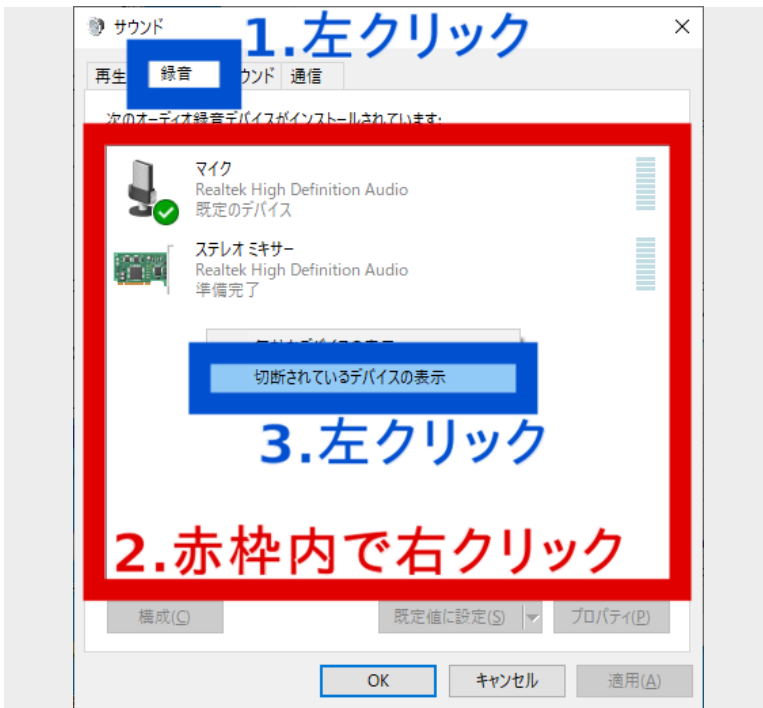 サウンド
1.左クリック
再生 録音 ウンド 通信
次のオーディオ録音デバイスがインストールされています:
マイク
Realtek High Definition Audio
既定のデバイス
ステレオ ミキサー
Realtek High Definition Audio
準備完了
切断されているデバイスの表示
3.左クリック
2.赤枠内で右クリック
構成(C) 既定値に設定(S) プロパティ(P)
OK キャンセル 適用(A)